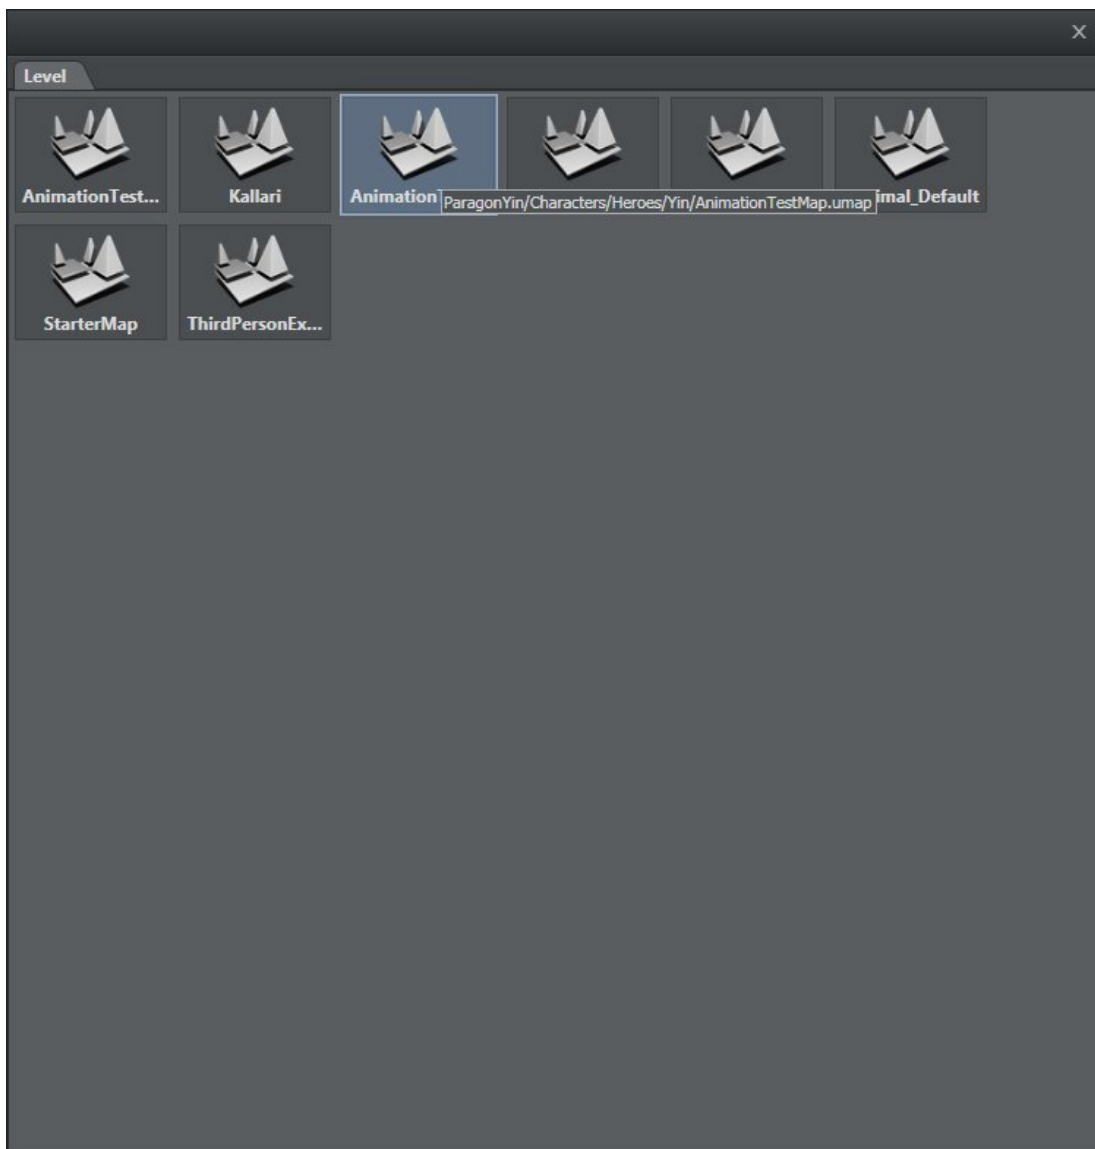 Level
AnimationTest...
Kallari
Animation
ParagonYin/Characters/Heroes/Yin/AnimationTestMap.umap
imal_Default
StarterMap
ThirdPersonEx...